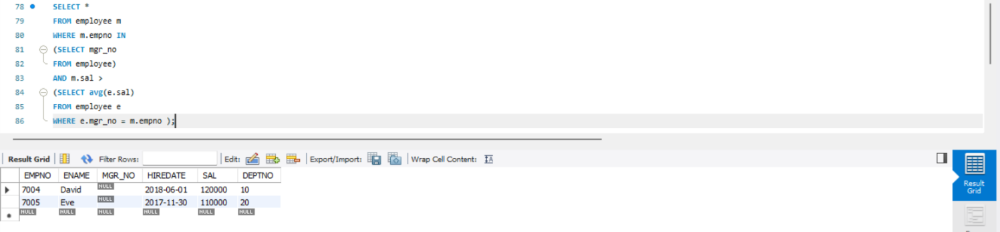 78 SELECT *
79 FROM employee m
80 WHERE m.empno IN
81 (SELECT mgr_no
82 FROM employee)
83 AND m.sal >
84 (SELECT avg(e.sal)
85 FROM employee e
86 WHERE e.mgr_no = m.empno );
Result Grid Filter Rows: Edit: Export/Import: Wrap Cell Content:
EMPNO ENAME MGR_NO HIREDATE SAL DEPTNO
7004 David NULL 2018-06-01 120000 10
7005 Eve NULL 2017-11-30 110000 20
NULL NULL NULL NULL NULL NULL
Result
Grid